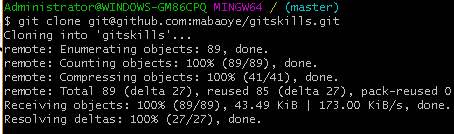 Administrator@WINDOWS-GM86CPQ MINGW64 / (master)
$ git clone git@github.com:mabaoye/gitskills.git
Cloning into 'gitskills'...
remote: Enumerating objects: 89, done.
remote: Counting objects: 100% (89/89), done.
remote: Compressing objects: 100% (41/41), done.
remote: Total 89 (delta 27), reused 85 (delta 27), pack-reused 0
Receiving objects: 100% (89/89), 43.49 KiB | 173.00 KiB/s, done.
Resolving deltas: 100% (27/27), done.